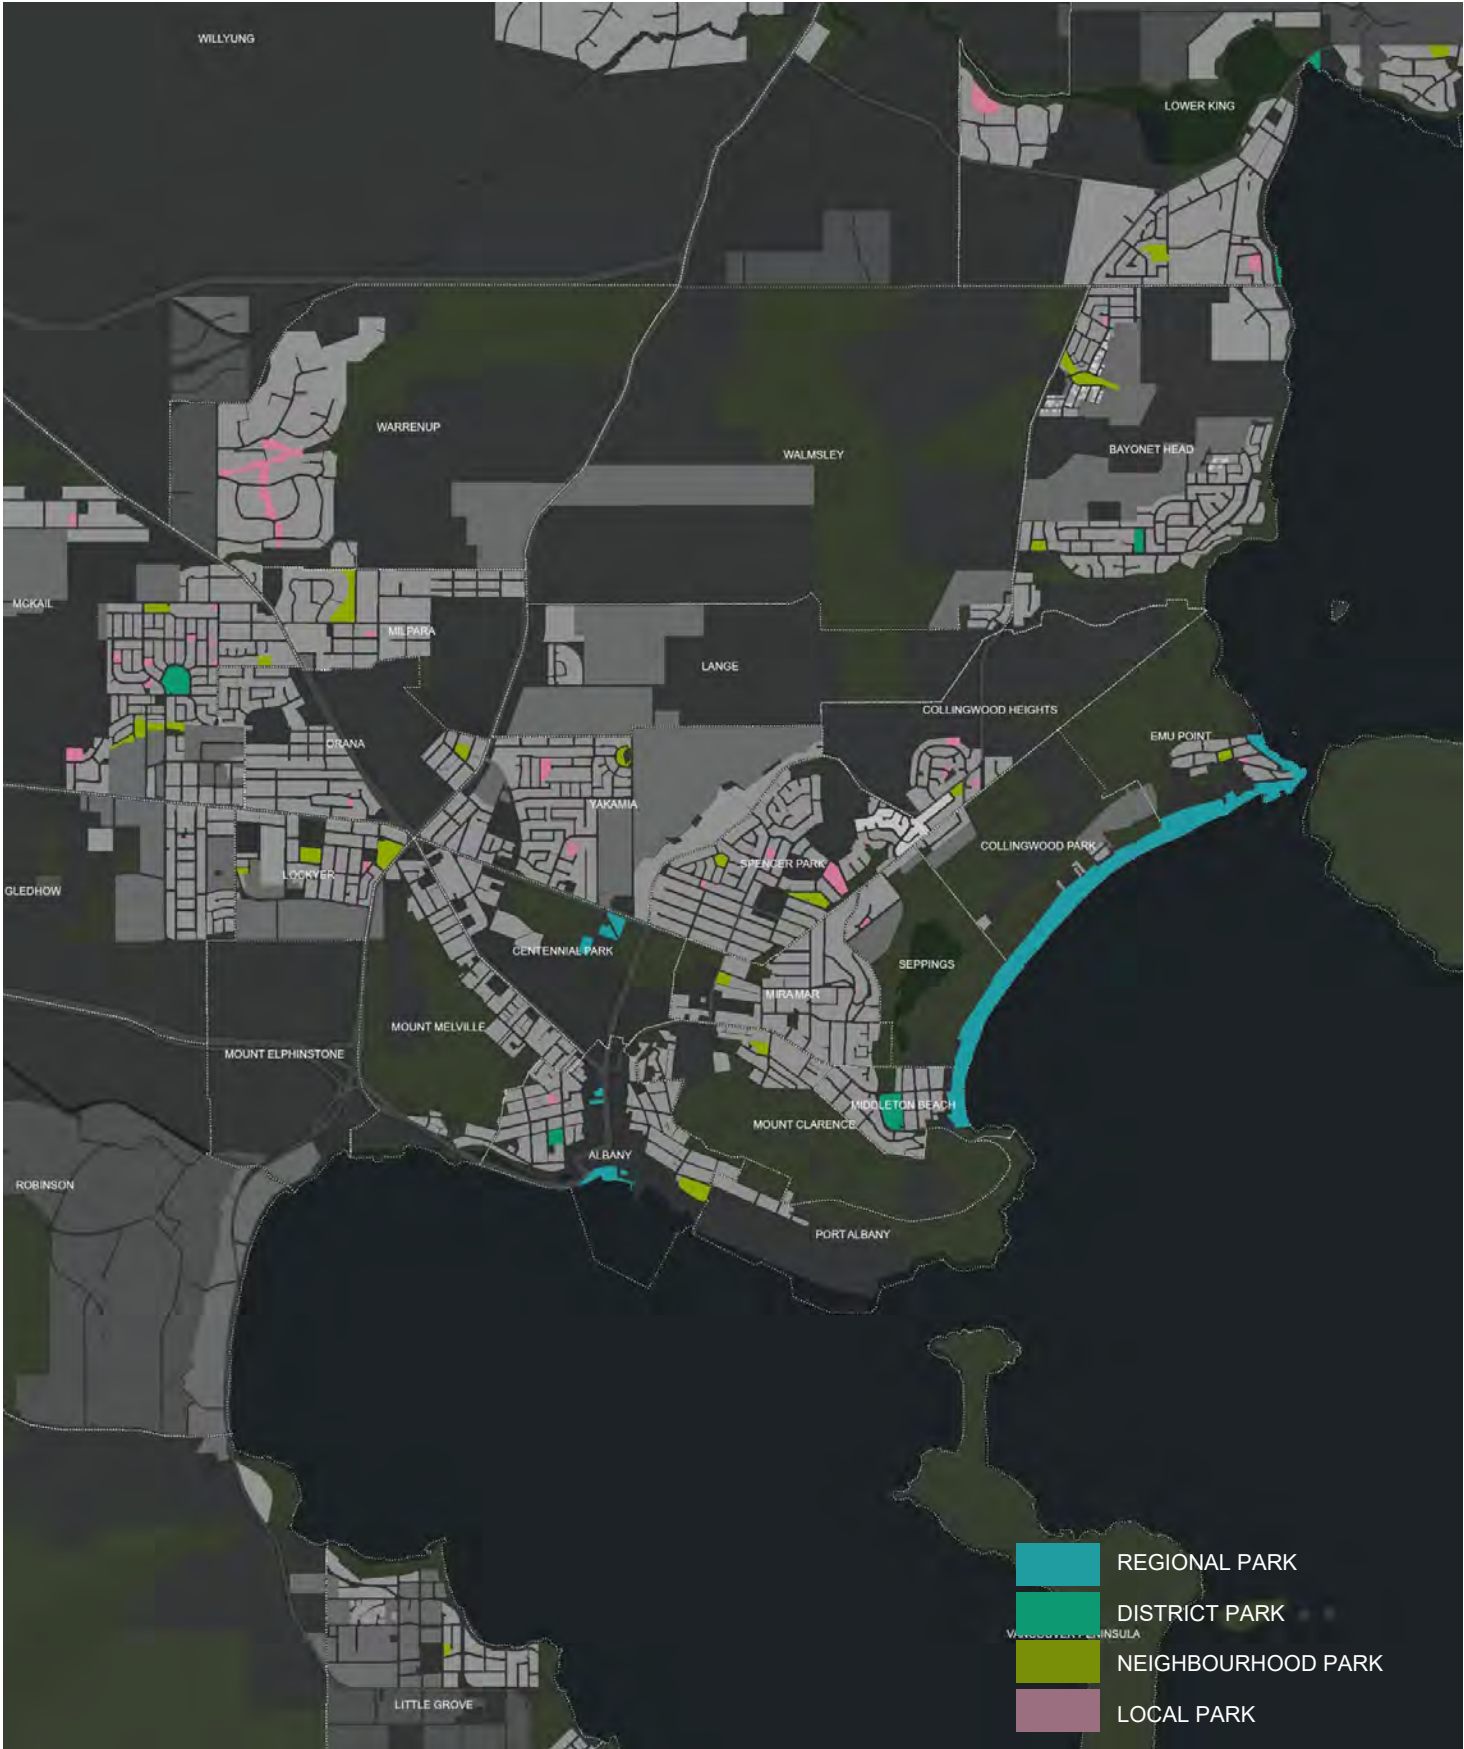 WILLYUNG
LOWER KING
WARRENUP
WALMSLEY
BAYONET HEAD
MCKAIL
MILPARA
LANGE
COLLINGWOOD HEIGHTS
EMU POINT
ORANA
YAKAMIA
COLLINGWOOD PARK
SPENCER PARK
LOCKYER
GLEDHOW
CENTENNIAL PARK
SEPPINGS
MIRA MAR
MOUNT MELVILLE
MOUNT ELPHINSTONE
MIDDLETON BEACH
MOUNT CLARENCE
ALBANY
ROBINSON
PORT ALBANY
REGIONAL PARK
DISTRICT PARK
VANCOUVER PENINSULA
NEIGHBOURHOOD PARK
LITTLE GROVE
LOCAL PARK